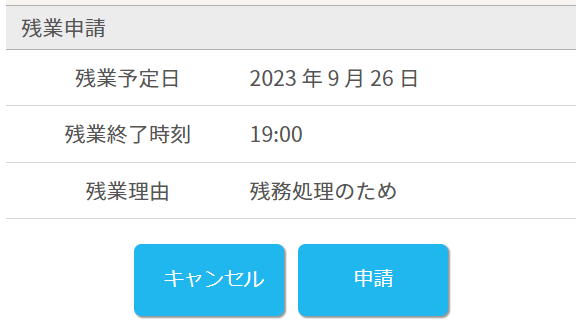 残業申請
残業予定日 2023 年 9 月 26 日
残業終了時刻 19:00
残業理由 残務処理のため
キャンセル 申請